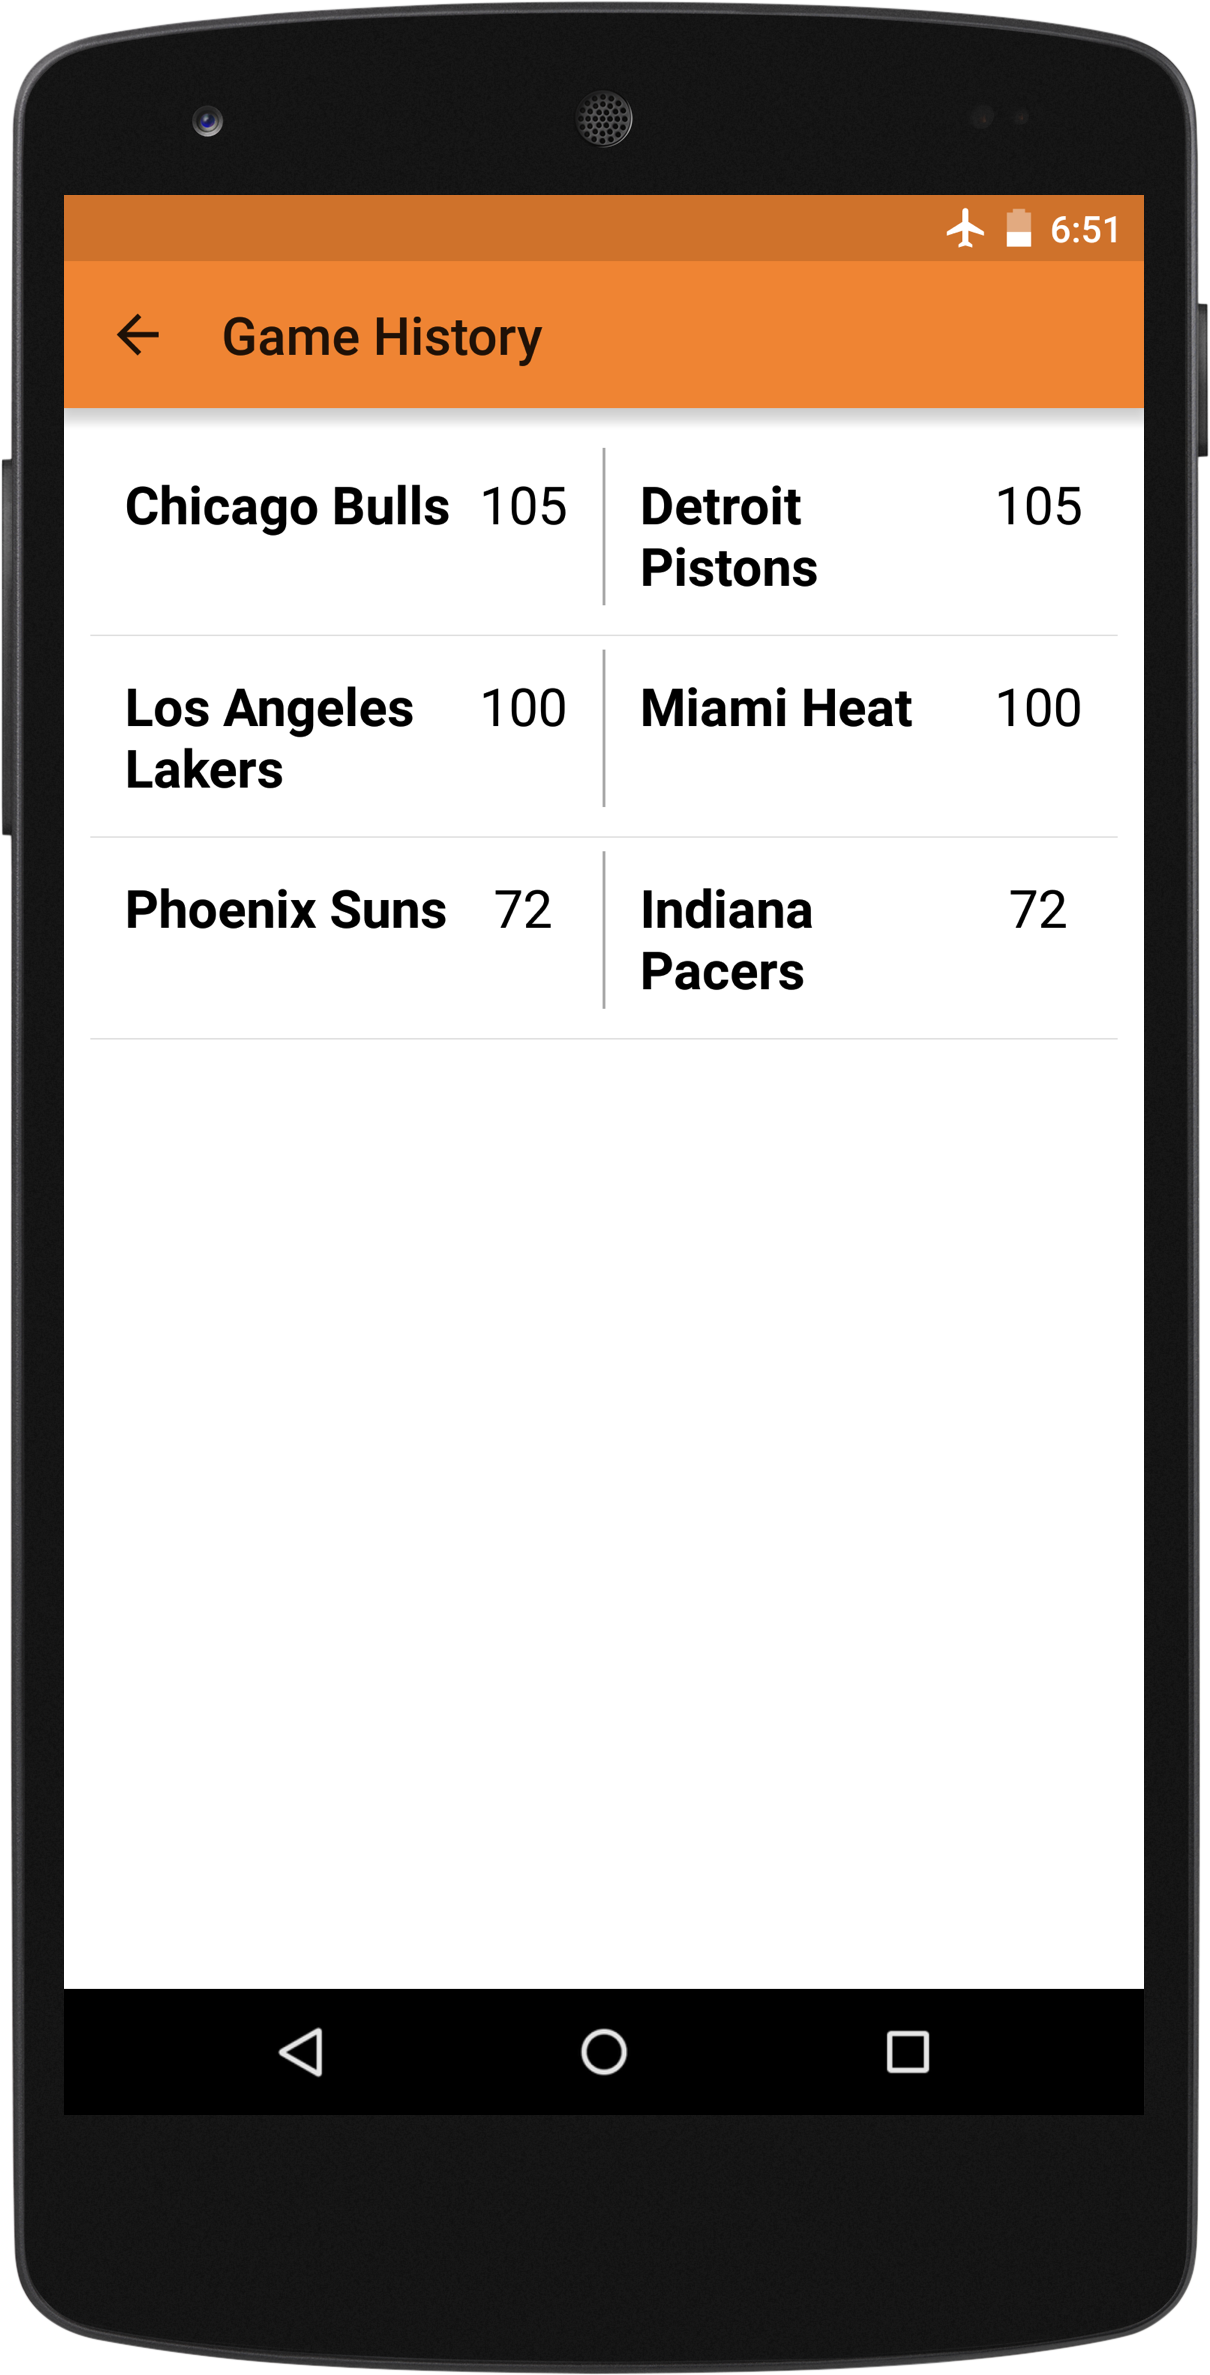 6:51
Game History
Chicago Bulls 105 Detroit 105
Pistons
Los Angeles 100 Miami Heat 100
Lakers
Phoenix Suns 72 Indiana 72
Pacers